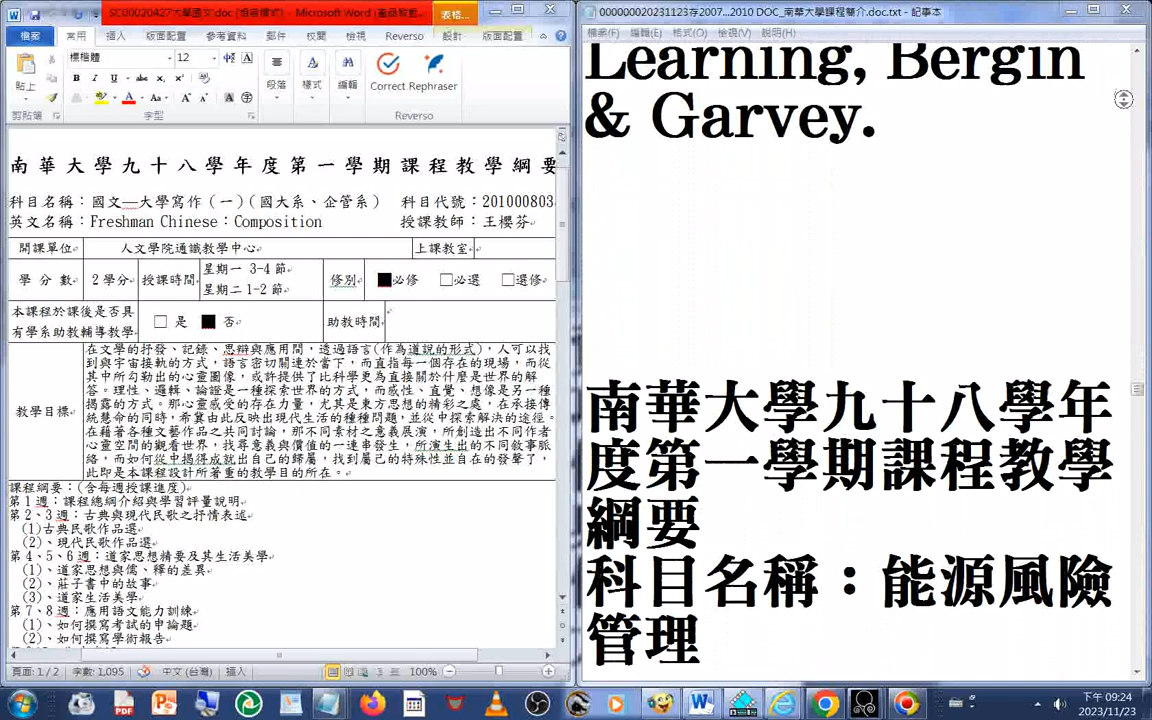 SC00020427大學國文.doc [相容模式] - Microsoft Word (產品啟動...
表格...
檔案 常用 插入 版面配置 參考資料 郵件 校閱 檢視 Reverso 設計 版面配置
標楷體 12
貼上
段落 樣式 編輯 Correct Rephraser
剪貼簿 字型 Reverso
南華大學九十八學年度第一學期課程教學綱要
科目名稱：國文—大學寫作（一）（國大系、企管系） 科目代號：201000803
英文名稱：Freshman Chinese：Composition 授課教師：王櫻芬
開課單位 人文學院通識教學中心 上課教室
學 分 數 2學分 授課時間 星期一 3-4 節 星期二 1-2 節 修別 ■必修 □必選 □選修
本課程於課後是否具有學系助教輔導教學 □ 是 ■ 否 助教時間
教學目標
在文學的抒發、記錄、思辯與應用間，透過語言(作為道說的形式)，人可以找
到與宇宙接軌的方式，語言密切關連於當下，而直指每一個存在的現場，而從
其中所勾勒出的心靈圖像，或許提供了比科學更為直接關於什麼是世界的解
答。理性、邏輯、論證是一種探索世界的方式，而感性、直覺、想像是另一種
揭露的方式。那心靈感受的存在力量，尤其是東方思想的精彩之處，在承接傳
統慧命的同時，希冀由此反映出現代生活的種種問題，並從中探索解決的途徑。
在藉著各種文藝作品之共同討論，那不同素材之意義展演，所創造出不同作者
心靈空間的觀看世界，找尋意義與價值的一連串發生，所演生出的不同敘事脈
絡，而如何從中揭得成就出自己的歸屬，找到屬己的特殊性並自在的發聲了，
此即是本課程設計所著重的教學目的所在。
課程綱要：(含每週授課進度)
第1週：課程總綱介紹與學習評量說明
第2、3週：古典與現代民歌之抒情表述
(1)古典民歌作品選
(2)、現代民歌作品選
第4、5、6週：道家思想精要及其生活美學
(1)、道家思想與儒、釋的差異
(2)、莊子書中的故事
(3)、道家生活美學
第7、8週：應用語文能力訓練
(1)、如何撰寫考試的申論題
(2)、如何撰寫學術報告
頁面: 1 / 2 字數: 1,095 中文 (台灣) 插入 100%
000000020231123存2007...2010 DOC_南華大學課程簡介.doc.txt - 記事本
檔案(F) 編輯(E) 格式(O) 檢視(V) 說明(H)
Learning, Bergin
& Garvey.
南華大學九十八學年
度第一學期課程教學
綱要
科目名稱：能源風險
管理
下午 09:24
2023/11/23